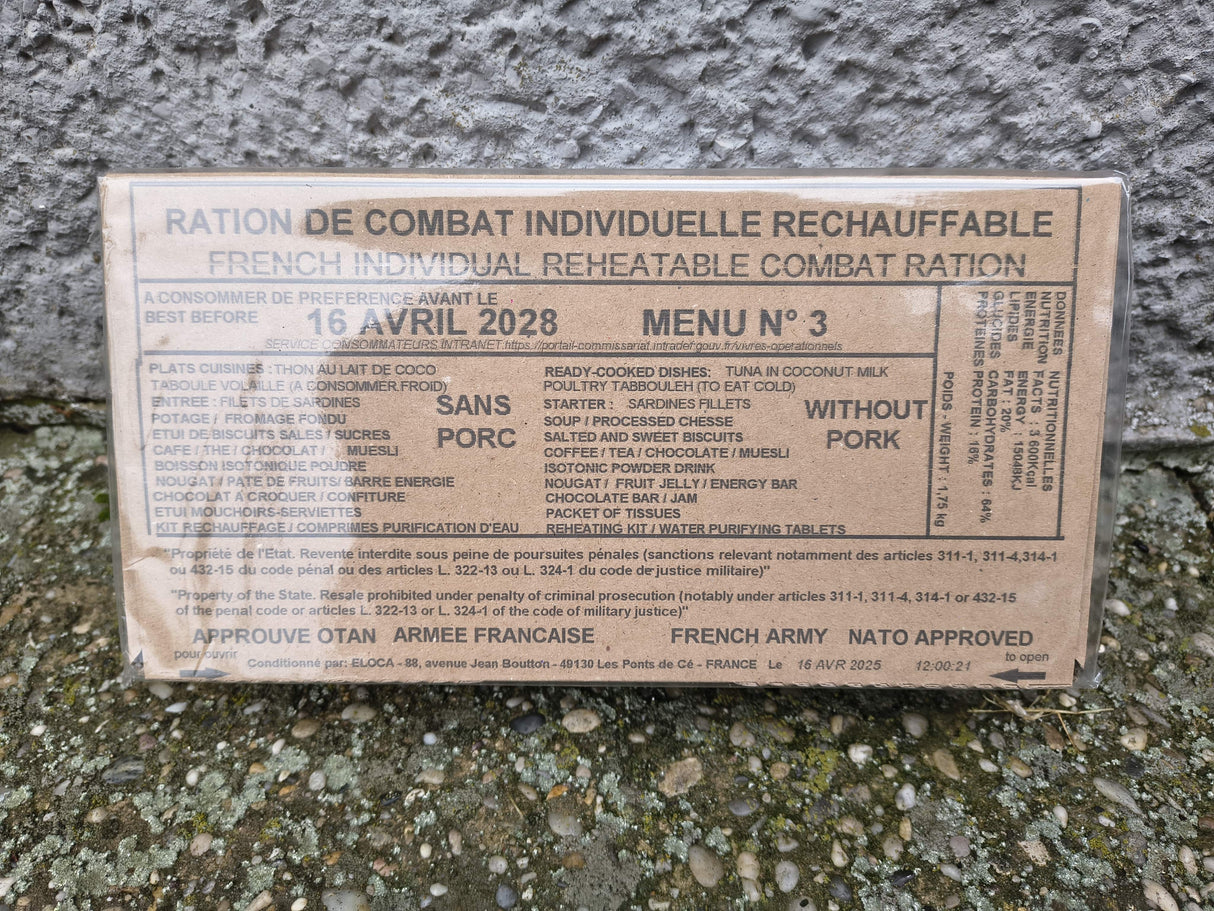 RATION DE COMBAT INDIVIDUELLE RECHAUFFABLE
FRENCH INDIVIDUAL REHEATABLE COMBAT RATION
A CONSOMMER DE PREFERENCE AVANT LE
BEST BEFORE 16 AVRIL 2028 MENU N° 3
SERVICE CONSOMMATEURS INTRANET:https://portail-commissariat.intradef.gouv.fr/vivres-operationnels
PLATS CUISINES : THON AU LAIT DE COCO
TABOULE VOLAILLE (A CONSOMMER FROID)
ENTREE : FILETS DE SARDINES
POTAGE / FROMAGE FONDU
ETUI DE BISCUITS SALES / SUCRES
CAFE / THE / CHOCOLAT / MUESLI
BOISSON ISOTONIQUE POUDRE
NOUGAT / PATE DE FRUITS/ BARRE ENERGIE
CHOCOLAT A CROQUER / CONFITURE
ETUI MOUCHOIRS-SERVIETTES
KIT RECHAUFFAGE / COMPRIMES PURIFICATION D'EAU
SANS
PORC
READY-COOKED DISHES: TUNA IN COCONUT MILK
POULTRY TABBOULEH (TO EAT COLD)
STARTER : SARDINES FILLETS
SOUP / PROCESSED CHESSE
SALTED AND SWEET BISCUITS
COFFEE / TEA / CHOCOLATE / MUESLI
ISOTONIC POWDER DRINK
NOUGAT / FRUIT JELLY / ENERGY BAR
CHOCOLATE BAR / JAM
PACKET OF TISSUES
REHEATING KIT / WATER PURIFYING TABLETS
WITHOUT
PORK
DONNEES NUTRITIONNELLES
NUTRITION FACTS : 3 600Kcal
ENERGIE ENERGY : 15049KJ
LIPIDES FAT : 20%
GLUCIDES CARBOHYDRATES : 64%
PROTEINES PROTEIN : 16%
POIDS - WEIGHT : 1,75 kg
"Propriété de l'Etat. Revente interdite sous peine de poursuites pénales (sanctions relevant notamment des articles 311-1, 311-4,314-1
ou 432-15 du code pénal ou des articles L. 322-13 ou L. 324-1 du code de justice militaire)"
"Property of the State. Resale prohibited under penalty of criminal prosecution (notably under articles 311-1, 311-4, 314-1 or 432-15
of the penal code or articles L. 322-13 or L. 324-1 of the code of military justice)"
APPROUVE OTAN ARMEE FRANCAISE FRENCH ARMY NATO APPROVED
pour ouvrir to open
Conditionné par: ELOCA - 88, avenue Jean Boutton - 49130 Les Ponts de Cé - FRANCE Le 16 AVR 2025 12:00:21